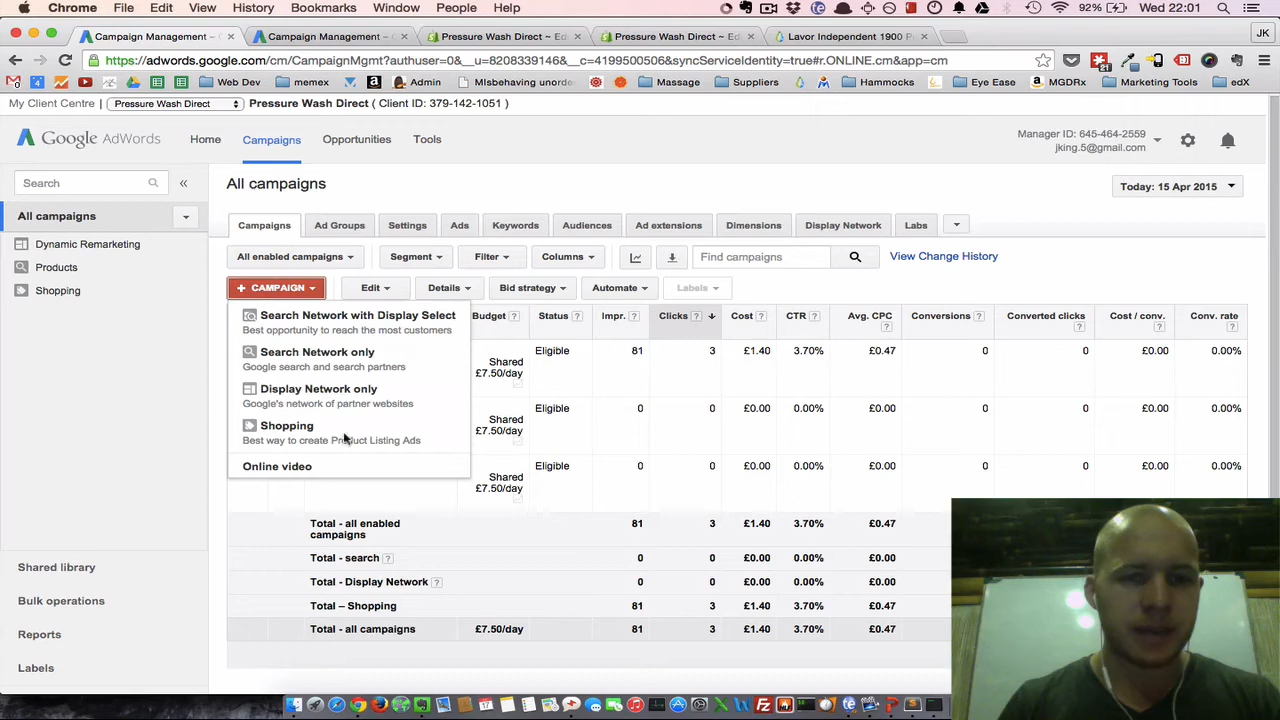 Chrome File Edit View History Bookmarks Window People Help 92% Wed 22:01
Campaign Management – × Campaign Management – × Pressure Wash Direct ~ Ed × Pressure Wash Direct ~ Ed × Lavor Independent 1900 P × JK
https://adwords.google.com/cm/CampaignMgmt?authuser=0&__u=8203339146&__c=4199500506&syncServiceIdentity=true#r.ONLINE.cm&app=cm
Web Dev memex Admin Mistaking unorde Massage Suppliers Hammocks Eye Ease MGDRx Marketing Tools edX
My Client Centre Pressure Wash Direct Pressure Wash Direct ( Client ID: 379-142-1051 )
Google AdWords Home Campaigns Opportunities Tools
Manager ID: 645-464-2559
jking.5@gmail.com
Search «
All campaigns
Dynamic Remarketing
Products
Shopping
Shared library
Bulk operations
Reports
Labels
All campaigns
Today: 15 Apr 2015
Campaigns Ad Groups Settings Ads Keywords Audiences Ad extensions Dimensions Display Network Labs
All enabled campaigns Segment Filter Columns Find campaigns View Change History
+ CAMPAIGN Edit Details Bid strategy Automate Labels
Search Network with Display Select
Best opportunity to reach the most customers
Search Network only
Google search and search partners
Display Network only
Google's network of partner websites
Shopping
Best way to create Product Listing Ads
Online video
Budget ? Status ? Impr. ? Clicks ? Cost ? CTR ? Avg. CPC ? Conversions ? Converted clicks ? Cost / conv. ? Conv. rate ?
Shared £7.50/day Eligible 81 3 £1.40 3.70% £0.47 0 0 £0.00 0.00%
Shared £7.50/day Eligible 0 0 £0.00 0.00% £0.00 0 0 £0.00 0.00%
Shared £7.50/day Eligible 0 0 £0.00 0.00% £0.00 0 0 £0.00 0.00%
Total - all enabled campaigns 81 3 £1.40 3.70% £0.47
Total - search ? 0 0 £0.00 0.00% £0.00
Total - Display Network ? 0 0 £0.00 0.00% £0.00
Total – Shopping 81 3 £1.40 3.70% £0.47
Total - all campaigns £7.50/day 81 3 £1.40 3.70% £0.47